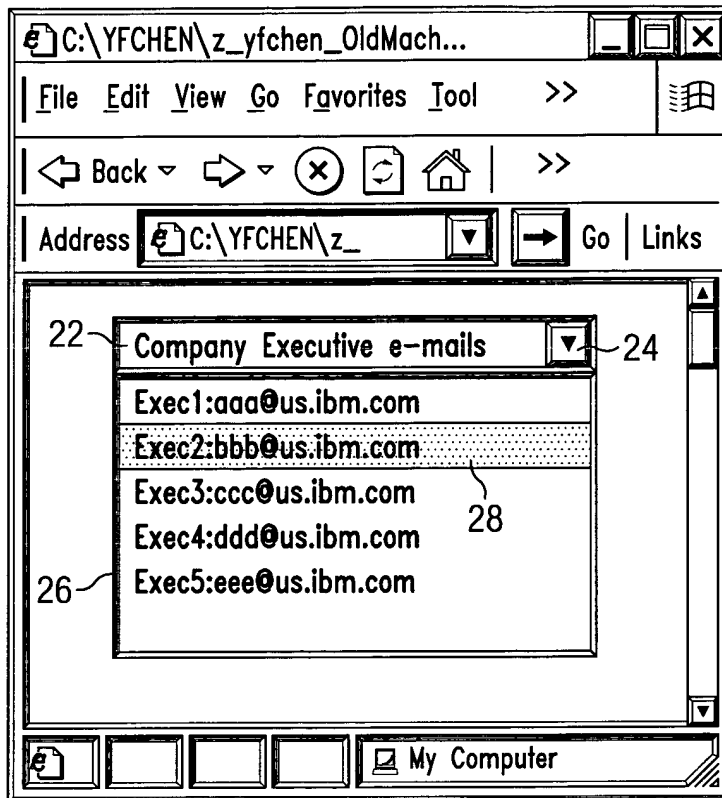 C:\YFCHEN\z_yfchen_OldMach...
File Edit View Go Favorites Tool >>
Back >>
Address C:\YFCHEN\z_ Go Links
22 Company Executive e-mails 24
Exec1:aaa@us.ibm.com
Exec2:bbb@us.ibm.com
28
Exec3:ccc@us.ibm.com
Exec4:ddd@us.ibm.com
26 Exec5:eee@us.ibm.com
My Computer